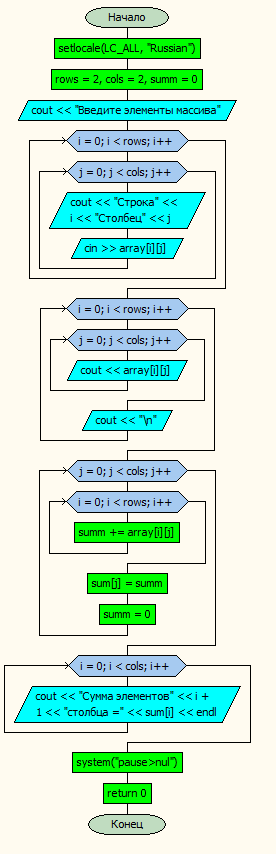 Начало
setlocale(LC_ALL, "Russian")
rows = 2, cols = 2, summ = 0
cout << "Введите элементы массива"
i = 0; i < rows; i++
j = 0; j < cols; j++
cout << "Строка" <<
i << "Столбец" << j
cin >> array[i][j]
i = 0; i < rows; i++
j = 0; j < cols; j++
cout << array[i][j]
cout << "\n"
j = 0; j < cols; j++
i = 0; i < rows; i++
summ += array[i][j]
sum[j] = summ
summ = 0
i = 0; i < cols; i++
cout << "Сумма элементов" << i +
1 << "столбца =" << sum[i] << endl
system("pause>nul")
return 0
Конец